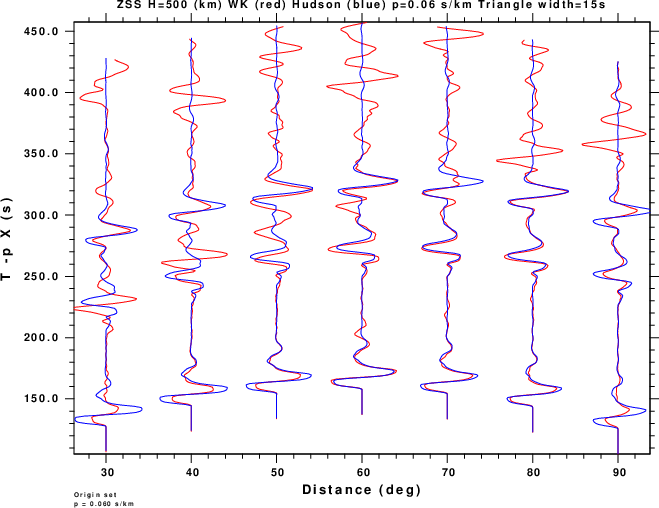 ZSS H=500 (km) WK (red) Hudson (blue) p=0.06 s/km Triangle width=15s
450.0
400.0
350.0
300.0
250.0
200.0
150.0
T -p X (s)
30 40 50 60 70 80 90
Distance (deg)
Origin set
p = 0.060 s/km